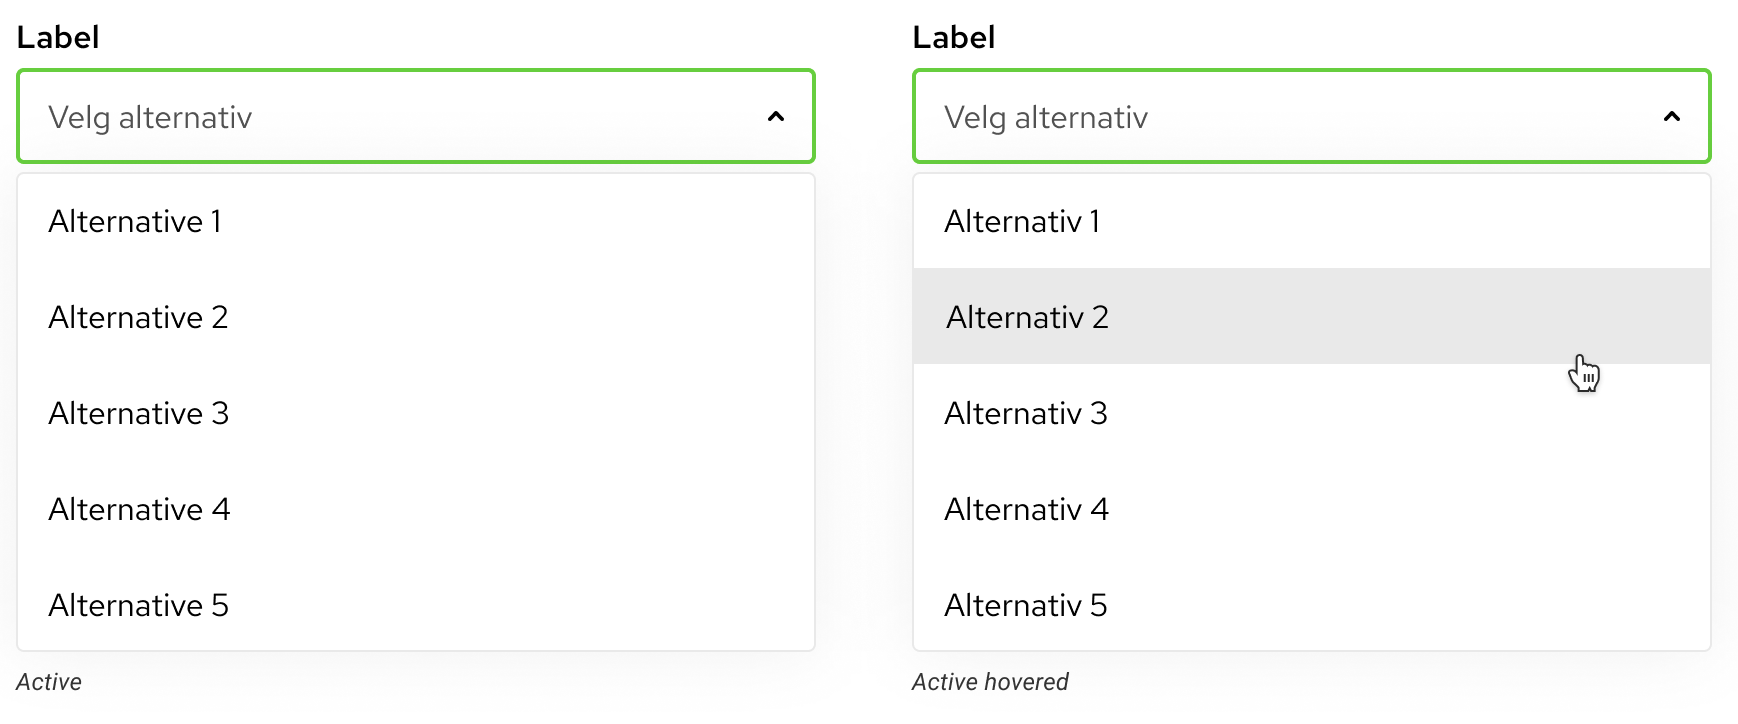 Label
Velg alternativ
Alternative 1
Alternative 2
Alternative 3
Alternative 4
Alternative 5
Active
Label
Velg alternativ
Alternativ 1
Alternativ 2
Alternativ 3
Alternativ 4
Alternativ 5
Active hovered